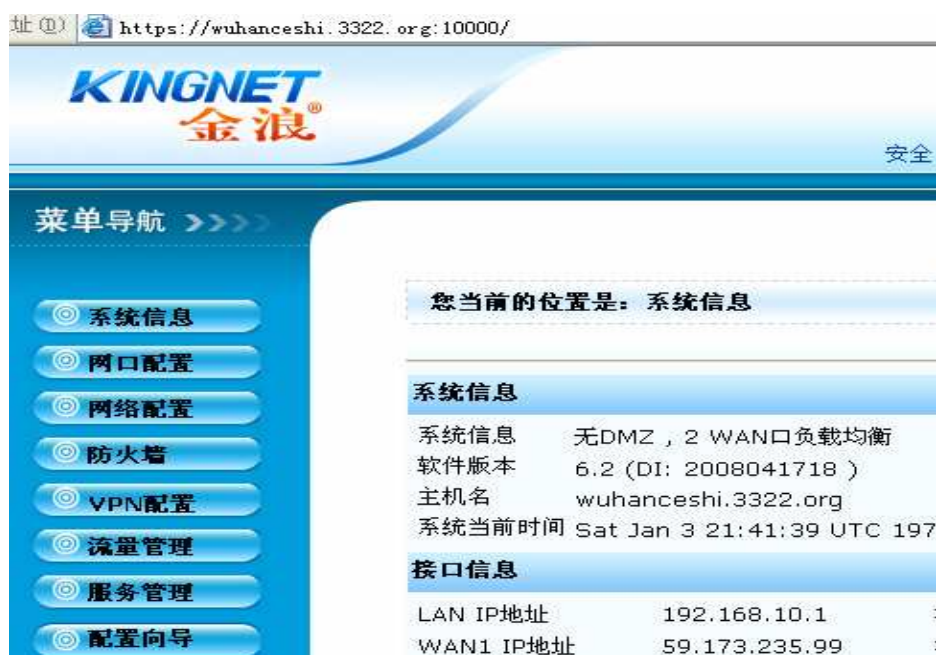 址(D) https://wuhanceshi.3322.org:10000/
KINGNET®
金浪
安全
菜单导航 >>>>
您当前的位置是：系统信息
系统信息
网口配置
网络配置
防火墙
VPN配置
流量管理
服务管理
配置向导
系统信息
系统信息 无DMZ , 2 WAN口负载均衡
软件版本 6.2 (DI: 2008041718 )
主机名 wuhanceshi.3322.org
系统当前时间 Sat Jan 3 21:41:39 UTC 197
接口信息
LAN IP地址 192.168.10.1
WAN1 IP地址 59.173.235.99